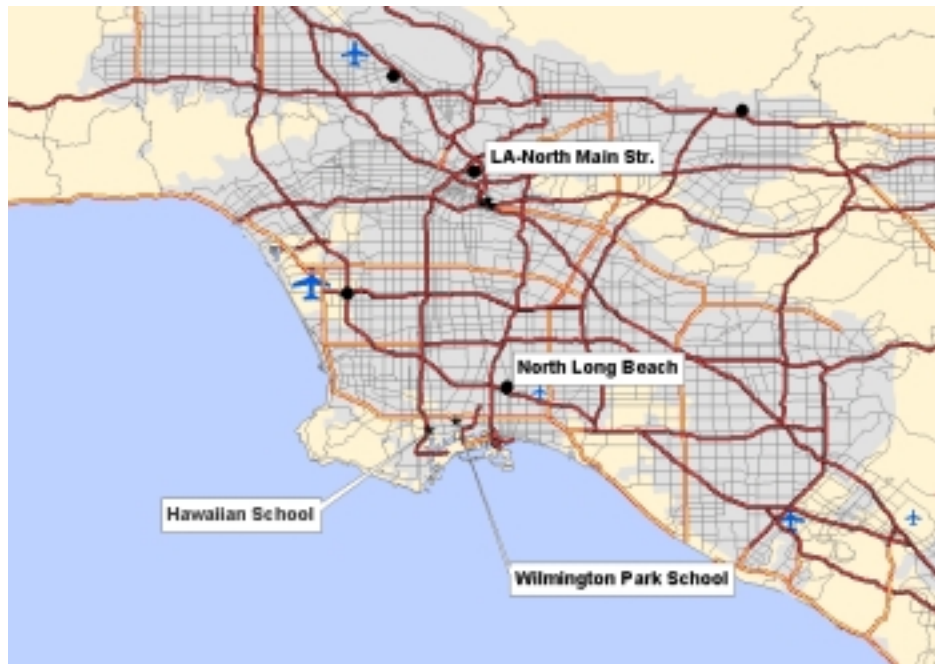 LA-North Main Str.
North Long Beach
Hawaiian School
Wilmington Park School